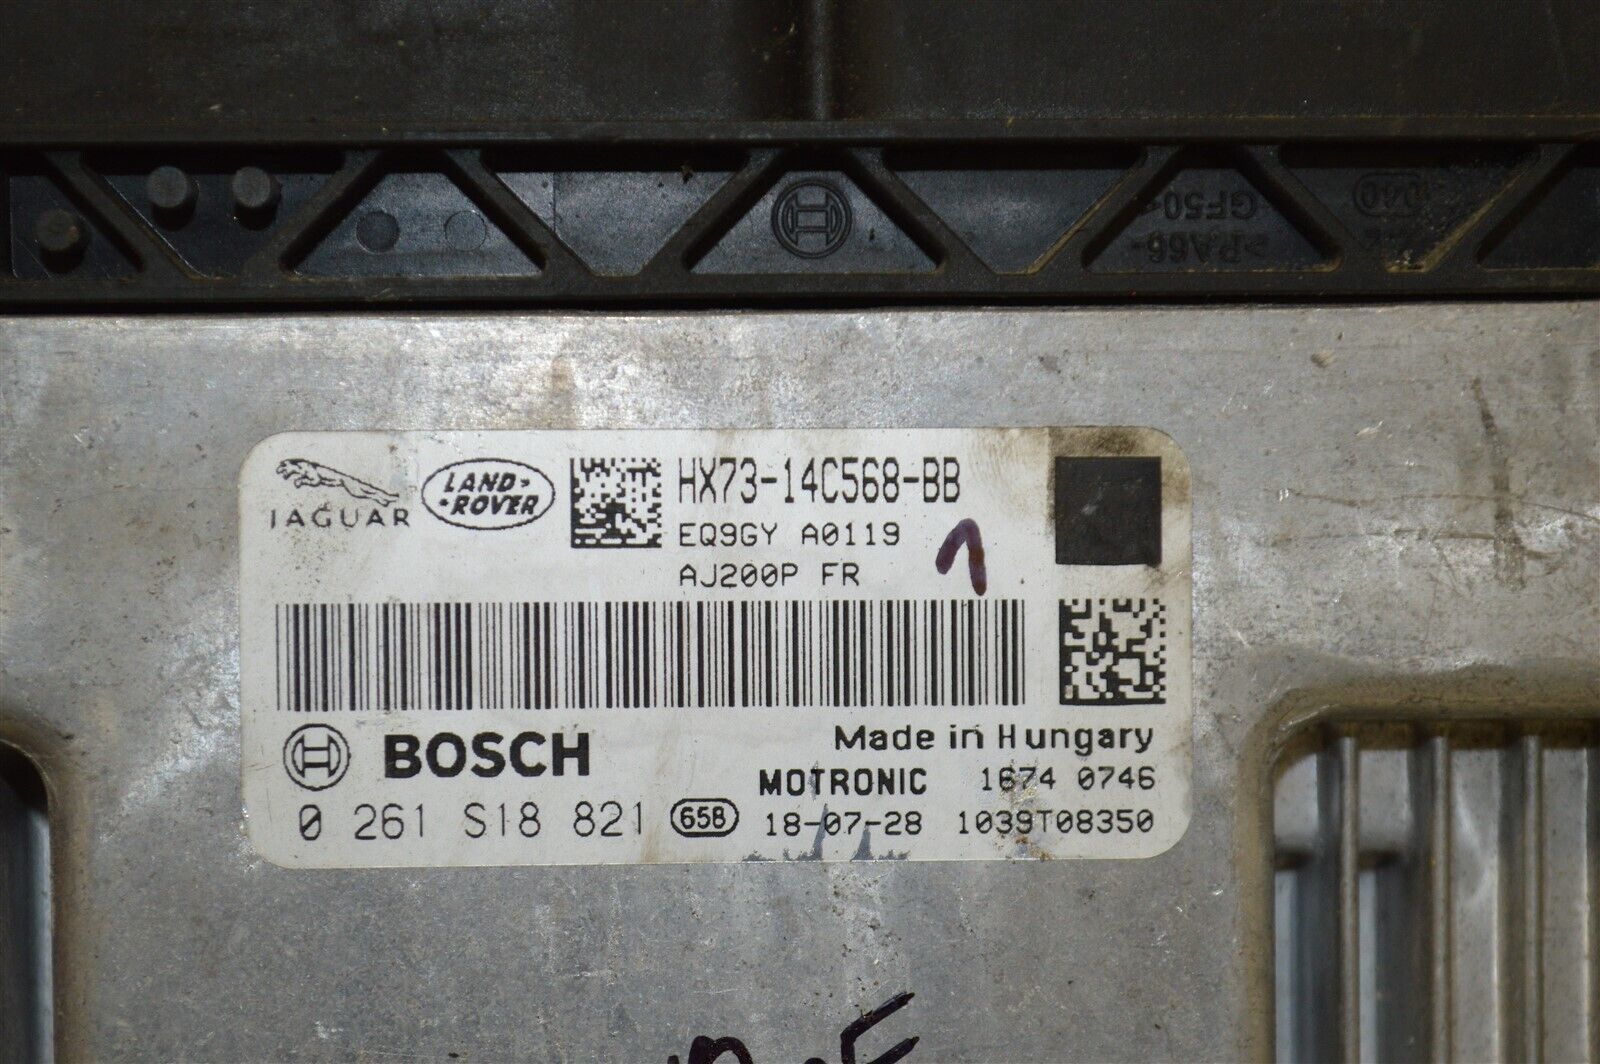 040
>PA66-
GF50<
JAGUAR
LAND-
-ROVER
HX73-14C568-BB
EQ9GY A0119
AJ200P FR
1
BOSCH
Made in Hungary
MOTRONIC 1674 0746
0 261 S18 821 658 18-07-28 1039T08350